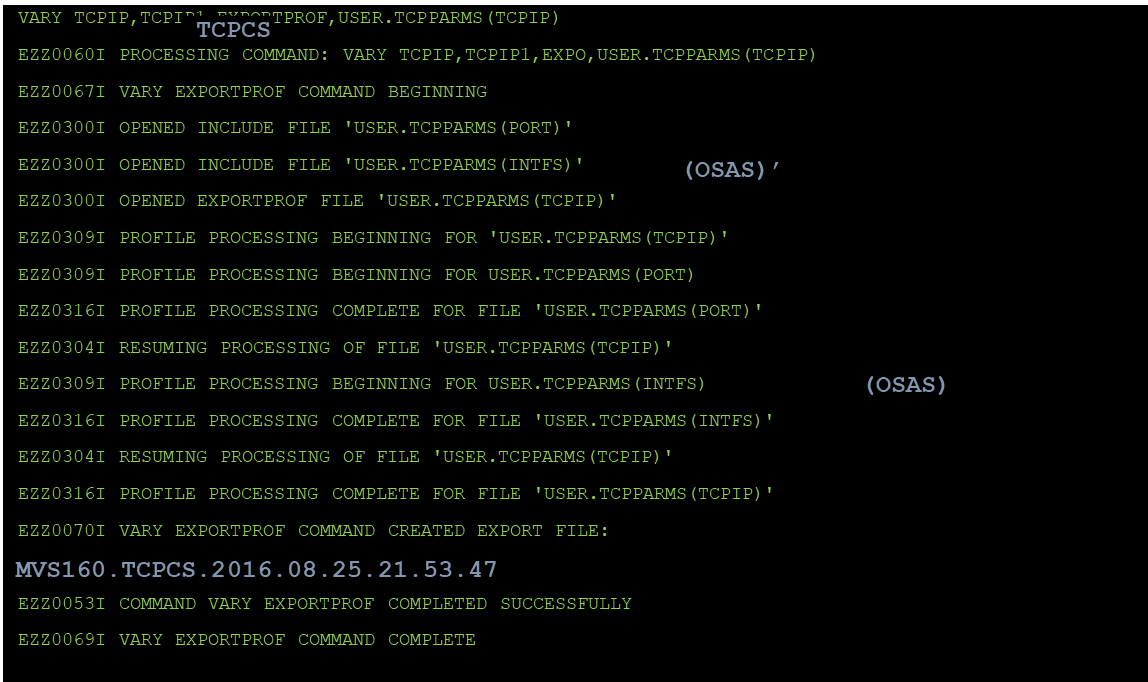 VARY TCPIP,TCPIP1,EXPORTPROF,USER.TCPPARMS(TCPIP)
TCPCS
EZZ0060I PROCESSING COMMAND: VARY TCPIP,TCPIP1,EXPO,USER.TCPPARMS(TCPIP)
EZZ0067I VARY EXPORTPROF COMMAND BEGINNING
EZZ0300I OPENED INCLUDE FILE 'USER.TCPPARMS(PORT)'
EZZ0300I OPENED INCLUDE FILE 'USER.TCPPARMS(INTFS)' (OSAS)’
EZZ0300I OPENED EXPORTPROF FILE 'USER.TCPPARMS(TCPIP)'
EZZ0309I PROFILE PROCESSING BEGINNING FOR 'USER.TCPPARMS(TCPIP)'
EZZ0309I PROFILE PROCESSING BEGINNING FOR USER.TCPPARMS(PORT)
EZZ0316I PROFILE PROCESSING COMPLETE FOR FILE 'USER.TCPPARMS(PORT)'
EZZ0304I RESUMING PROCESSING OF FILE 'USER.TCPPARMS(TCPIP)'
EZZ0309I PROFILE PROCESSING BEGINNING FOR USER.TCPPARMS(INTFS) (OSAS)
EZZ0316I PROFILE PROCESSING COMPLETE FOR FILE 'USER.TCPPARMS(INTFS)'
EZZ0304I RESUMING PROCESSING OF FILE 'USER.TCPPARMS(TCPIP)'
EZZ0316I PROFILE PROCESSING COMPLETE FOR FILE 'USER.TCPPARMS(TCPIP)'
EZZ0070I VARY EXPORTPROF COMMAND CREATED EXPORT FILE:
MVS160.TCPCS.2016.08.25.21.53.47
EZZ0053I COMMAND VARY EXPORTPROF COMPLETED SUCCESSFULLY
EZZ0069I VARY EXPORTPROF COMMAND COMPLETE